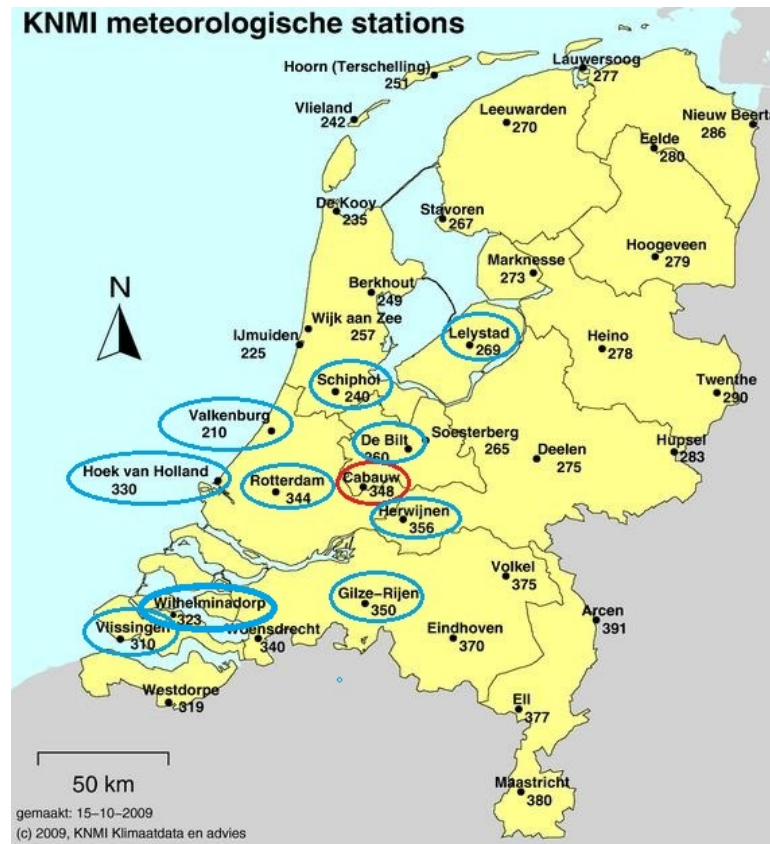 KNMI meteorologische stations
Lauwersoog
277
Hoorn (Terschelling)
251
Vlieland
242
Leeuwarden
270
Nieuw Beerta
286
Eelde
280
De Kooy
235
Stavoren
267
Hoogeveen
279
Marknesse
273
N
Berkhout
249
Wijk aan Zee
257
IJmuiden
225
Lelystad
269
Heino
278
Schiphol
240
Twenthe
290
Valkenburg
210
De Bilt
260
Soesterberg
265
Deelen
275
Hupsel
283
Hoek van Holland
330
Rotterdam
344
Cabauw
348
Herwijnen
356
Volkel
375
Gilze-Rijen
350
Arcen
391
Wilhelminadorp
323
Vlissingen
310
Woensdrecht
340
Eindhoven
370
Westdorpe
319
Ell
377
Maastricht
380
50 km
gemaakt: 15-10-2009
(c) 2009, KNMI Klimaatdata en advies